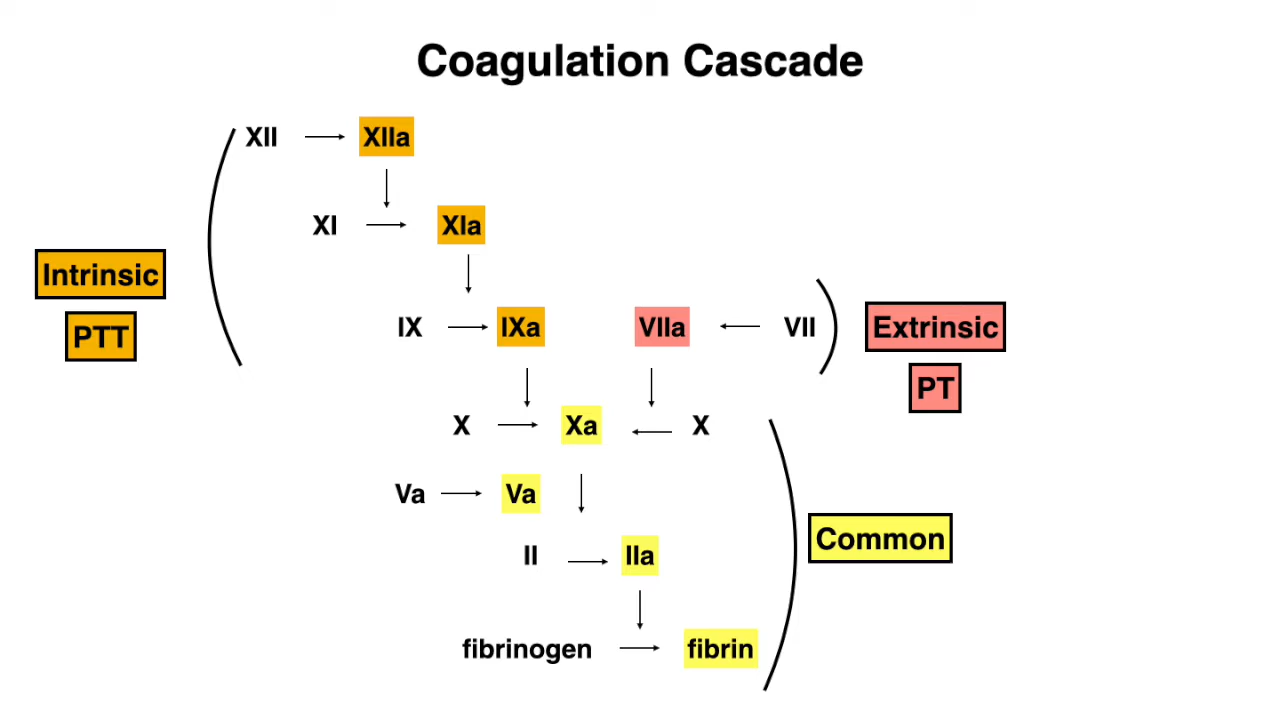 Coagulation Cascade
XII XIIa
XI XIa
Intrinsic
PTT
IX IXa VIIa VII
Extrinsic
PT
X Xa X
Va Va
Common
II IIa
fibrinogen fibrin